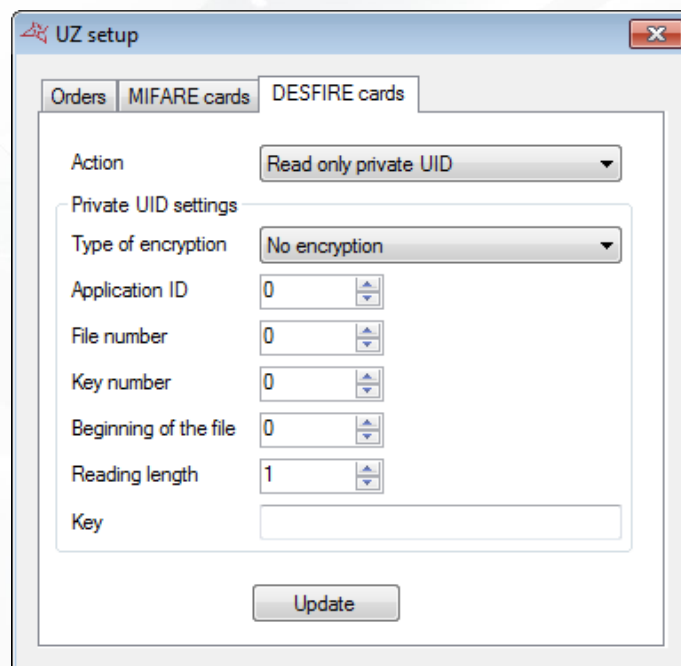 UZ setup
Orders MIFARE cards DESFIRE cards
Action Read only private UID
Private UID settings
Type of encryption No encryption
Application ID 0
File number 0
Key number 0
Beginning of the file 0
Reading length 1
Key
Update